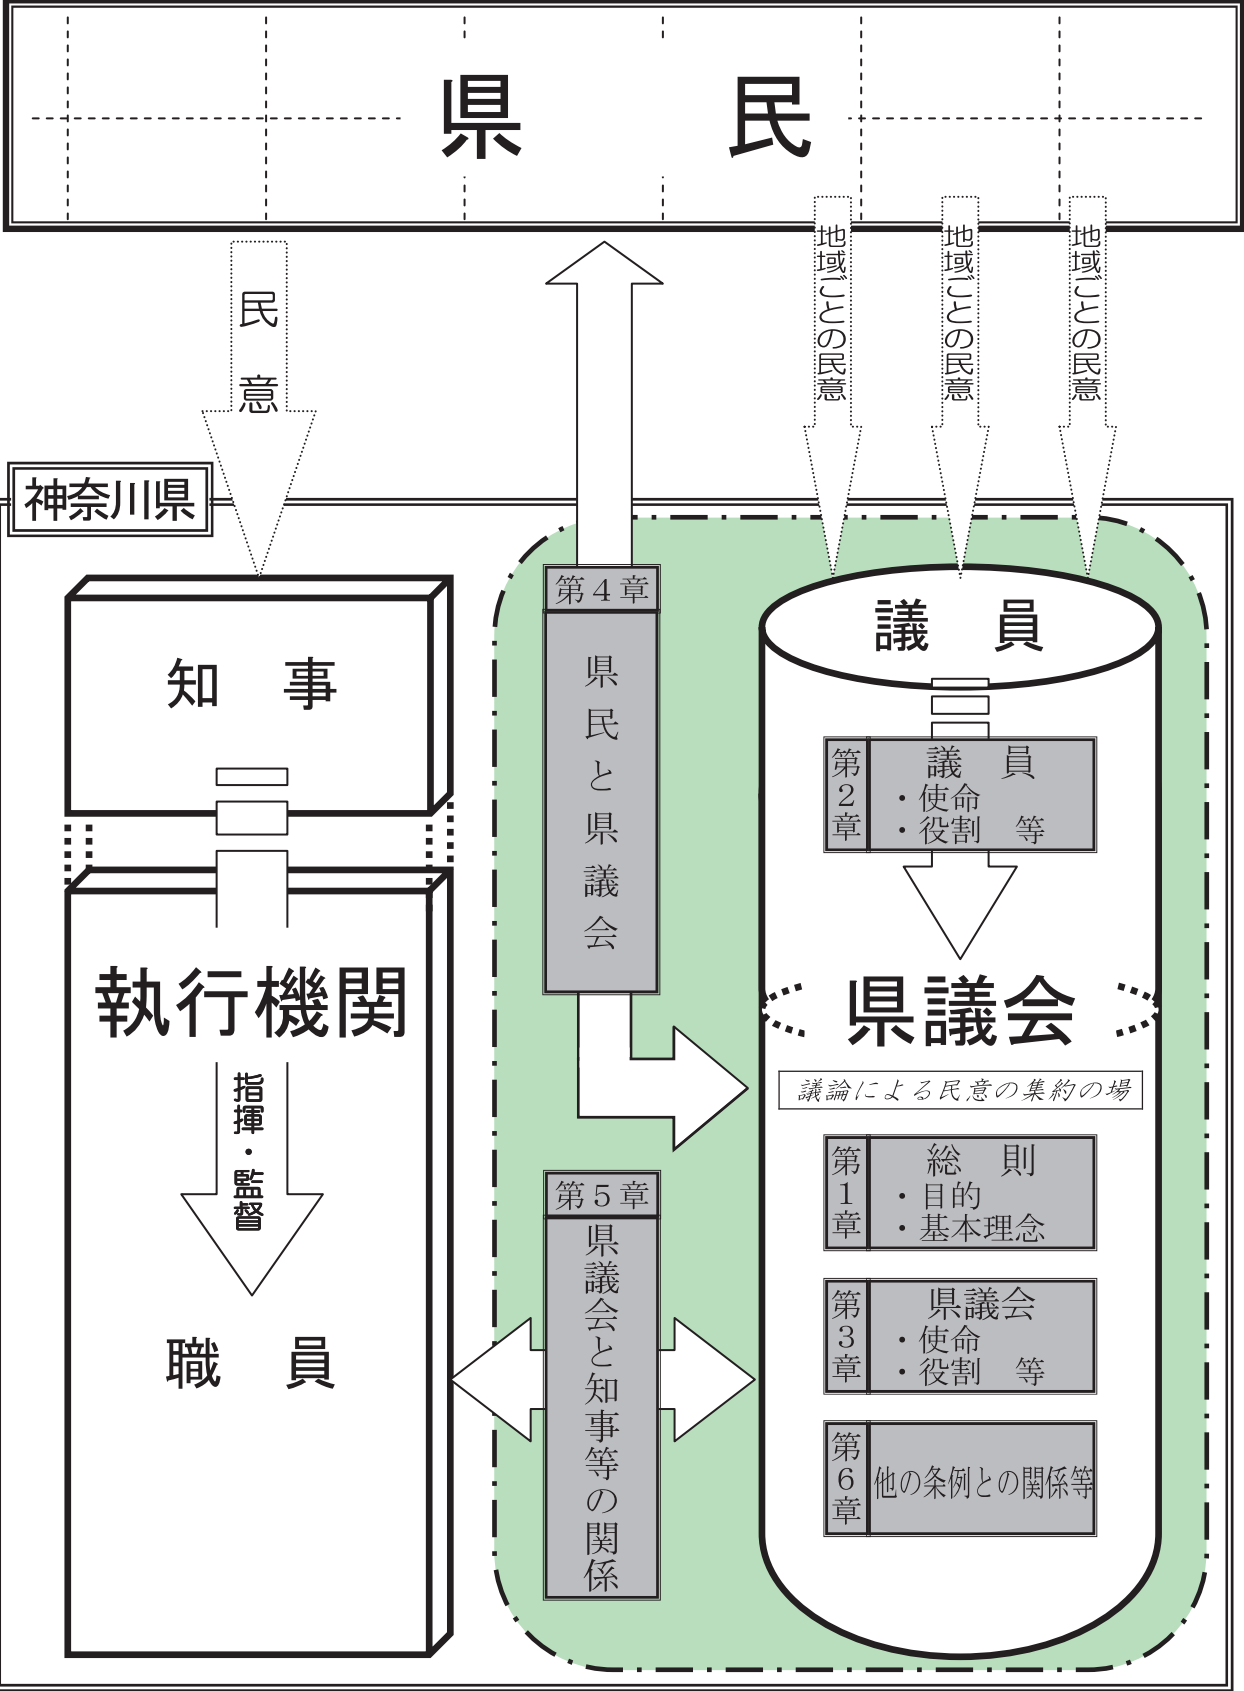 県　民
民意
地域ごとの民意
地域ごとの民意
地域ごとの民意
神奈川県
知　事
執行機関
指揮・監督
職　員
第４章
県民と県議会
第５章
県議会と知事等の関係
議　員
第２章
議　員
・使命
・役割　等
県議会
議論による民意の集約の場
第１章
総　則
・目的
・基本理念
第３章
県議会
・使命
・役割　等
第６章
他の条例との関係等